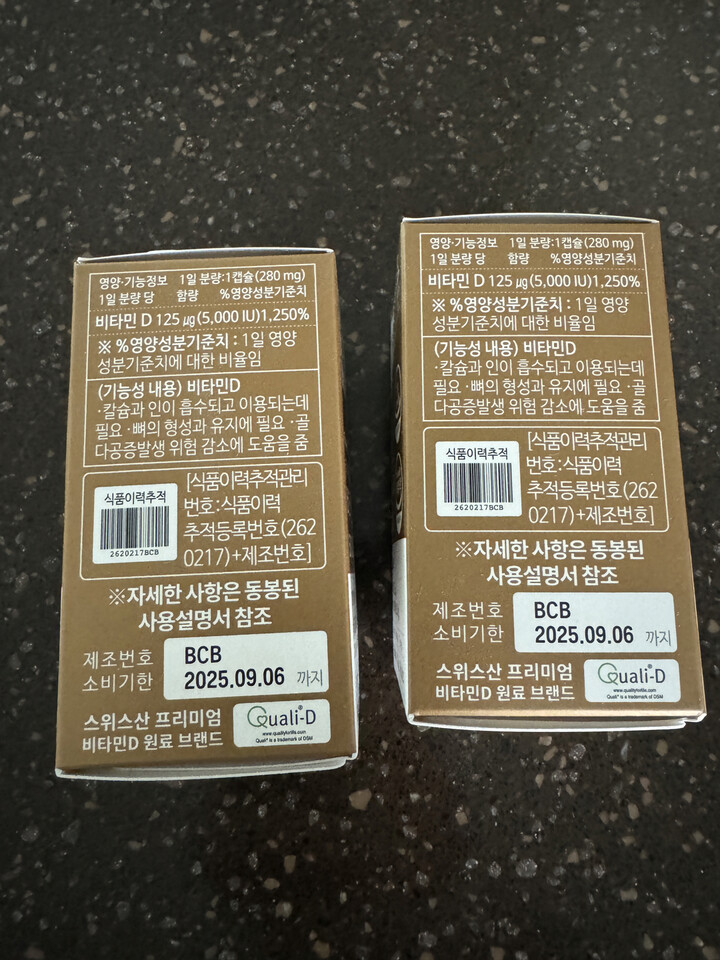 영양·기능정보 1일 분량:1캡슐(280 mg)
1일 분량 당 함량 %영양성분기준치
비타민 D 125 ㎍(5,000 IU)1,250%
※ %영양성분기준치 : 1일 영양
성분기준치에 대한 비율임
(기능성 내용) 비타민D
·칼슘과 인이 흡수되고 이용되는데
필요 ·뼈의 형성과 유지에 필요 ·골
다공증발생 위험 감소에 도움을 줌
식품이력추적
2620217BCB
[식품이력추적관리
번호:식품이력
추적등록번호(262
0217)+제조번호]
※자세한 사항은 동봉된
사용설명서 참조
제조번호 BCB
소비기한 2025.09.06 까지
스위스산 프리미엄
비타민D 원료 브랜드
Quali®-D
www.qualityforlife.com
Quali® is a trademark of DSM
영양·기능정보 1일 분량:1캡슐(280 mg)
1일 분량 당 함량 %영양성분기준치
비타민 D 125 ㎍(5,000 IU)1,250%
※ %영양성분기준치 : 1일 영양
성분기준치에 대한 비율임
(기능성 내용) 비타민D
·칼슘과 인이 흡수되고 이용되는데
필요 ·뼈의 형성과 유지에 필요 ·골
다공증발생 위험 감소에 도움을 줌
식품이력추적
2620217BCB
[식품이력추적관리
번호:식품이력
추적등록번호(262
0217)+제조번호]
※자세한 사항은 동봉된
사용설명서 참조
제조번호 BCB
소비기한 2025.09.06 까지
스위스산 프리미엄
비타민D 원료 브랜드
Quali®-D
www.qualityforlife.com
Quali® is a trademark of DSM